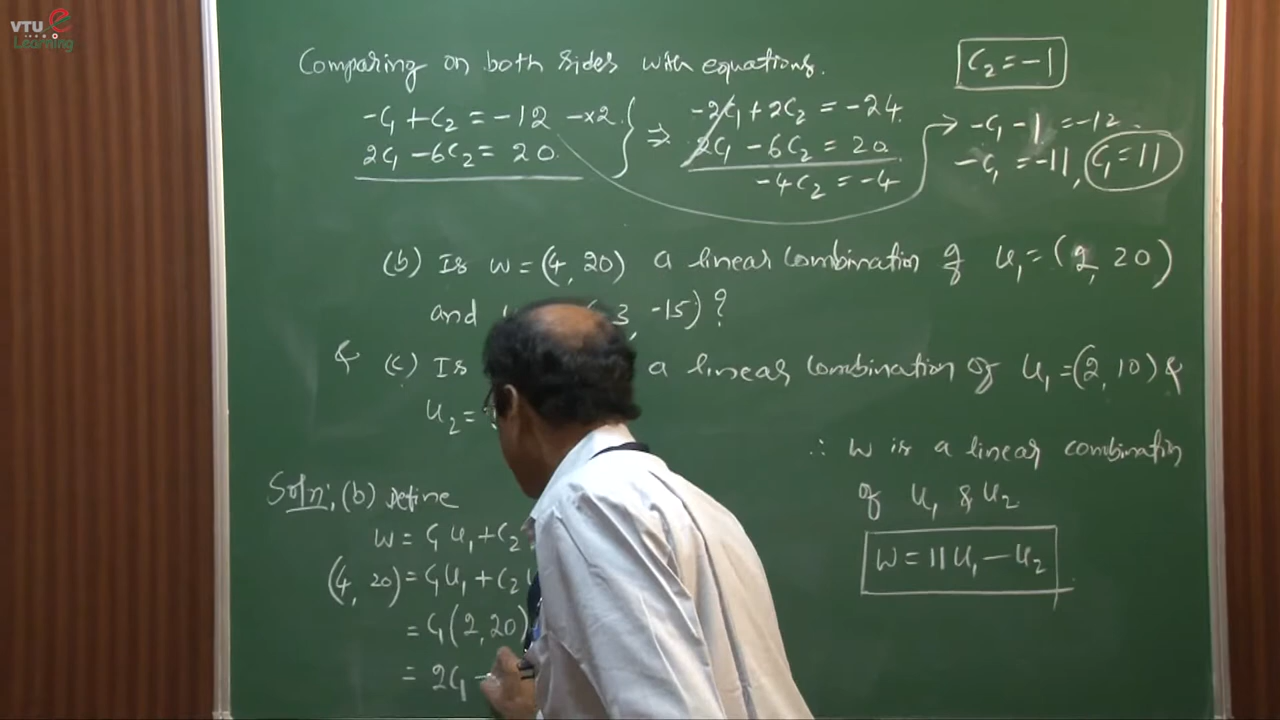 VTU e
Learning
Comparing on both sides with equations.
C₂ = -1
-C₁ + C₂ = -12 -×2
2C₁ - 6C₂ = 20.
⇒
-2C₁ + 2C₂ = -24.
2C₁ - 6C₂ = 20.
-4C₂ = -4
-C₁ - 1 = -12.
-C₁ = -11, C₁ = 11
(b) Is w = (4, 20) a linear combination of u₁ = (2, 20)
and -3, -15)?
& (c) Is a linear combination of u₁ = (2, 10) &
u₂ =
∴ w is a linear combination
of u₁ & u₂
w = 11u₁ - u₂
Soln: (b) Define
w = C₁u₁ + C₂
(4, 20) = C₁u₁ + C₂
= C₁(2, 20)
= 2C₁